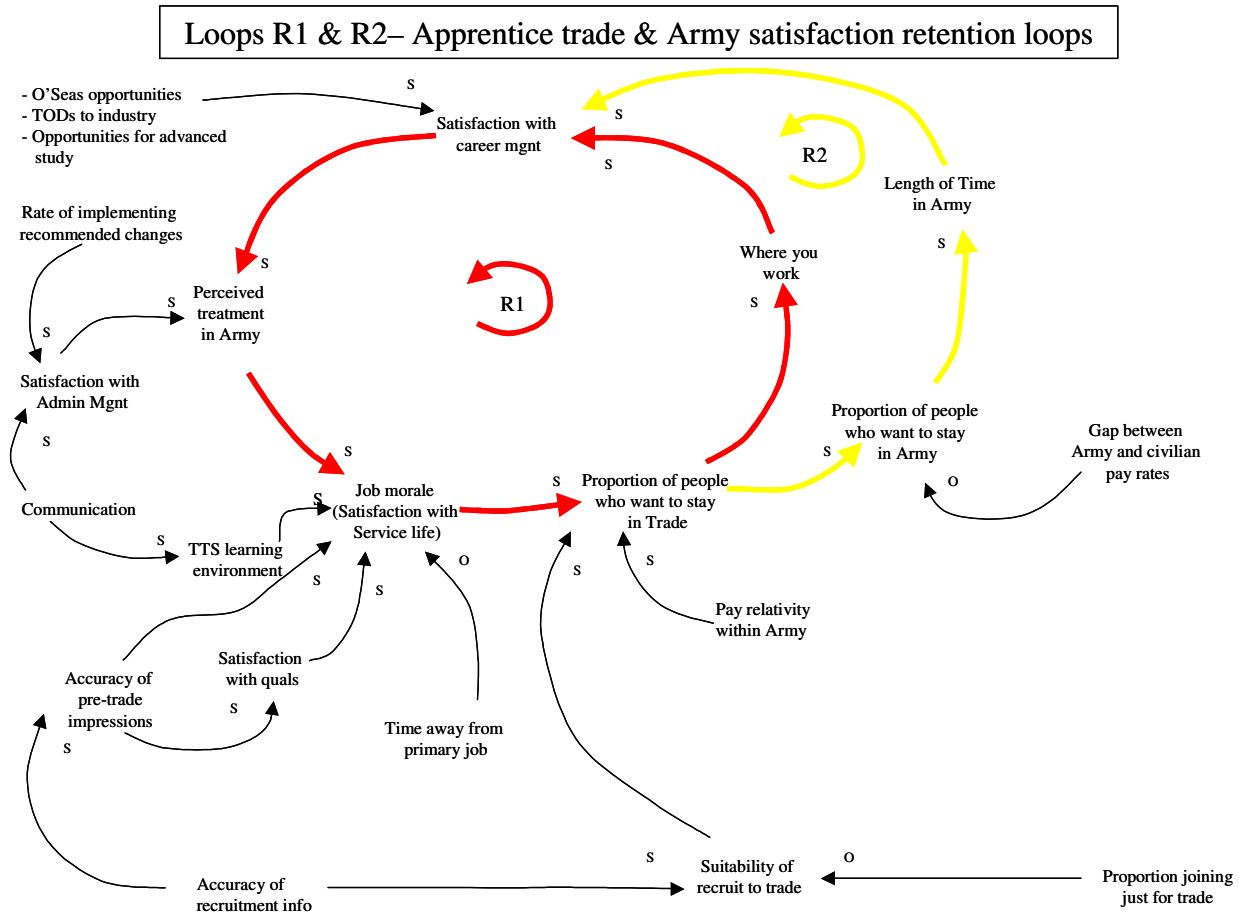 Loops R1 & R2– Apprentice trade & Army satisfaction retention loops
- O’Seas opportunities
- TODs to industry
- Opportunities for advanced
study
s
Satisfaction with
career mgnt
s
s
R2
Length of Time
in Army
s
Rate of implementing
recommended changes
s
Where you
work
s
s
Perceived
treatment
in Army
s
R1
s
Satisfaction with
Admin Mgnt
s
Proportion of people
who want to stay
in Army
s
Gap between
Army and civilian
pay rates
o
s
Job morale
(Satisfaction with
Service life)
s
Proportion of people
who want to stay
in Trade
s
Communication
s
TTS learning
environment
s
s
o
s
s
Pay relativity
within Army
Satisfaction
with quals
s
Accuracy of
pre-trade
impressions
s
Time away from
primary job
s
Accuracy of
recruitment info
Suitability of
recruit to trade
o
Proportion joining
just for trade